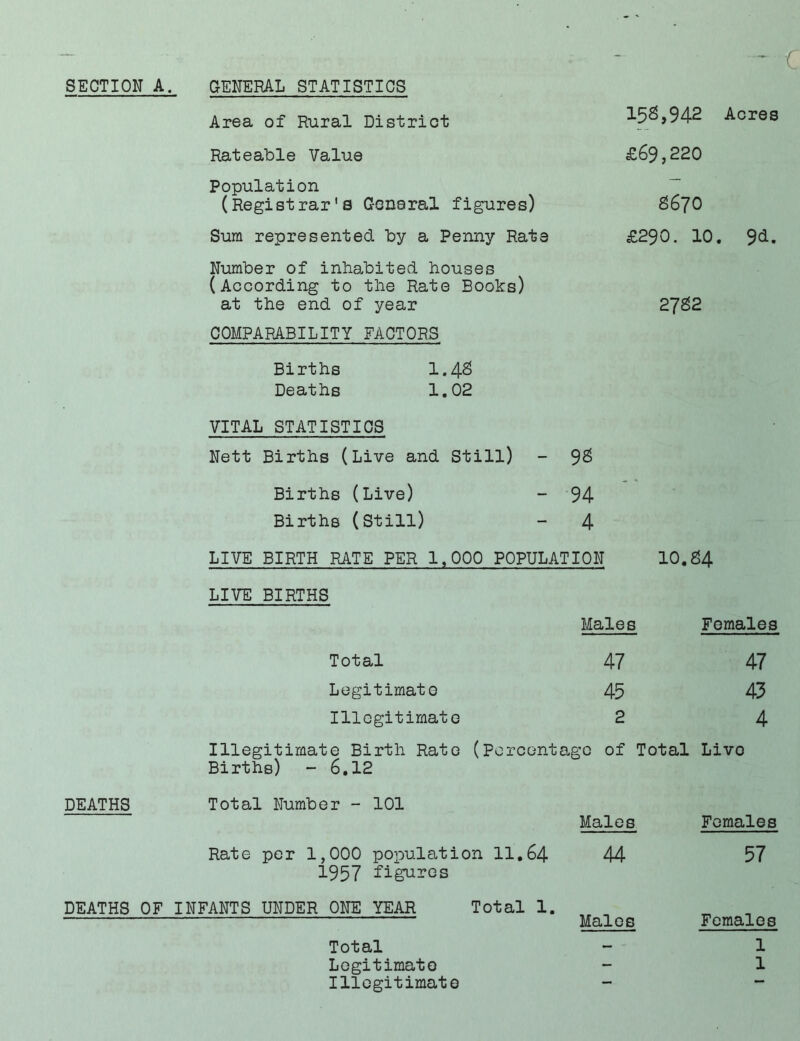 SECTION A. GENERAL STATISTICS
Area of Rural District 158,942 Acres
Rateable Value £69,220
Population
(Registrar's General figures) 8670
Sum represented by a Penny Rate £290. 10. 9d.
Number of inhabited houses
(According to the Rate Books)
at the end of year 2782
COMPARABILITY FACTORS
Births 1.48
Deaths 1.02
VITAL STATISTICS
Nett Births (Live and Still) - 98
Births (Live) - 94
Births (Still) - 4
LIVE BIRTH RATE PER 1,000 POPULATION 10.84
LIVE BIRTHS
Males Females
Total 47 47
Legitimate 45 43
Illegitimate 2 4
Illegitimate Birth Rate (Percentage of Total Live
Births) - 6.12
DEATHS Total Number - 101
Males Females
Rate per 1,000 population 11.64 44 57
1957 figures
DEATHS OF INFANTS UNDER ONE YEAR Total 1.
Males Females
Total - 1
Legitimate - 1
Illegitimate - -